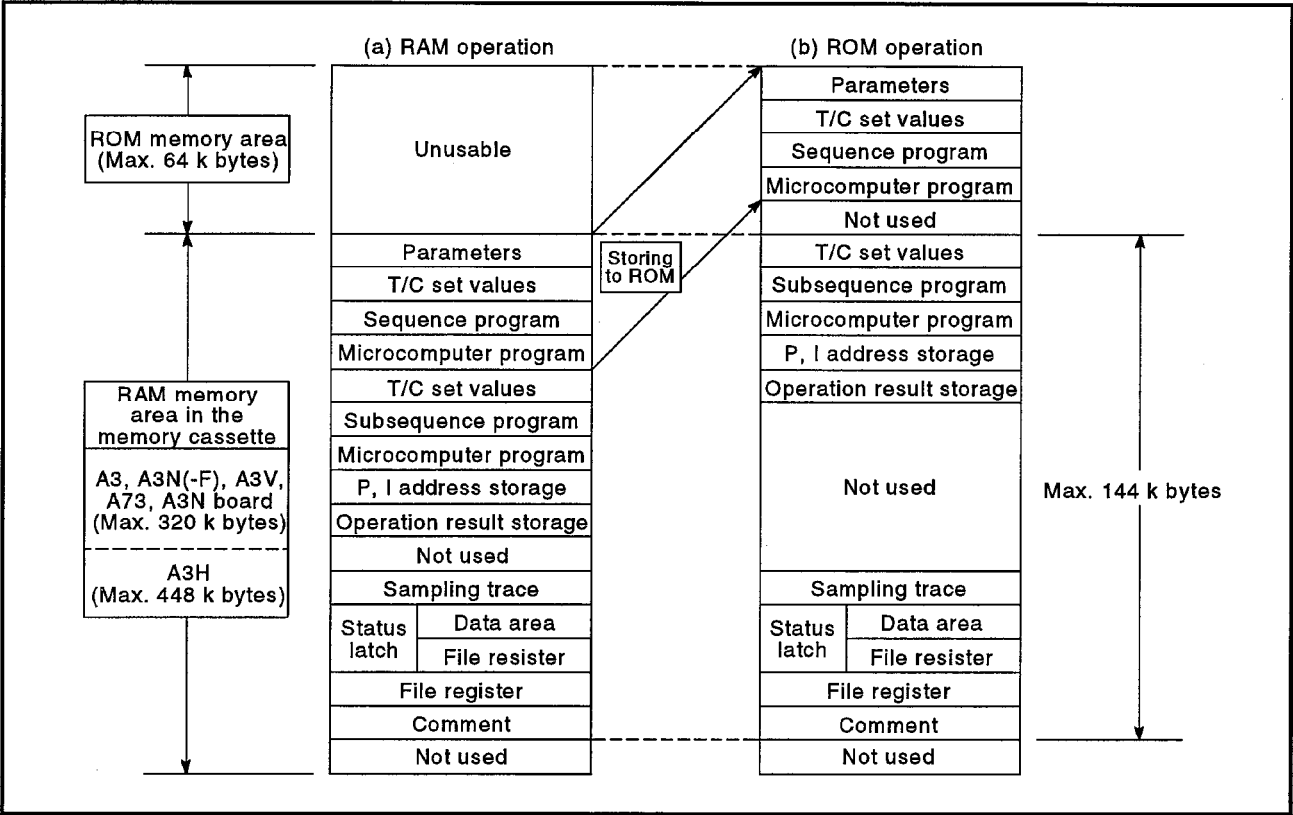 (a) RAM operation
(b) ROM operation
ROM memory area
(Max. 64 k bytes)
RAM memory
area in the
memory cassette
A3, A3N(-F), A3V,
A73, A3N board
(Max. 320 k bytes)
A3H
(Max. 448 k bytes)
Unusable
Parameters
T/C set values
Sequence program
Microcomputer program
T/C set values
Subsequence program
Microcomputer program
P, I address storage
Operation result storage
Not used
Sampling trace
Status
latch
Data area
File resister
File register
Comment
Not used
Storing
to ROM
Parameters
T/C set values
Sequence program
Microcomputer program
Not used
T/C set values
Subsequence program
Microcomputer program
P, I address storage
Operation result storage
Not used
Sampling trace
Status
latch
Data area
File resister
File register
Comment
Not used
Max. 144 k bytes